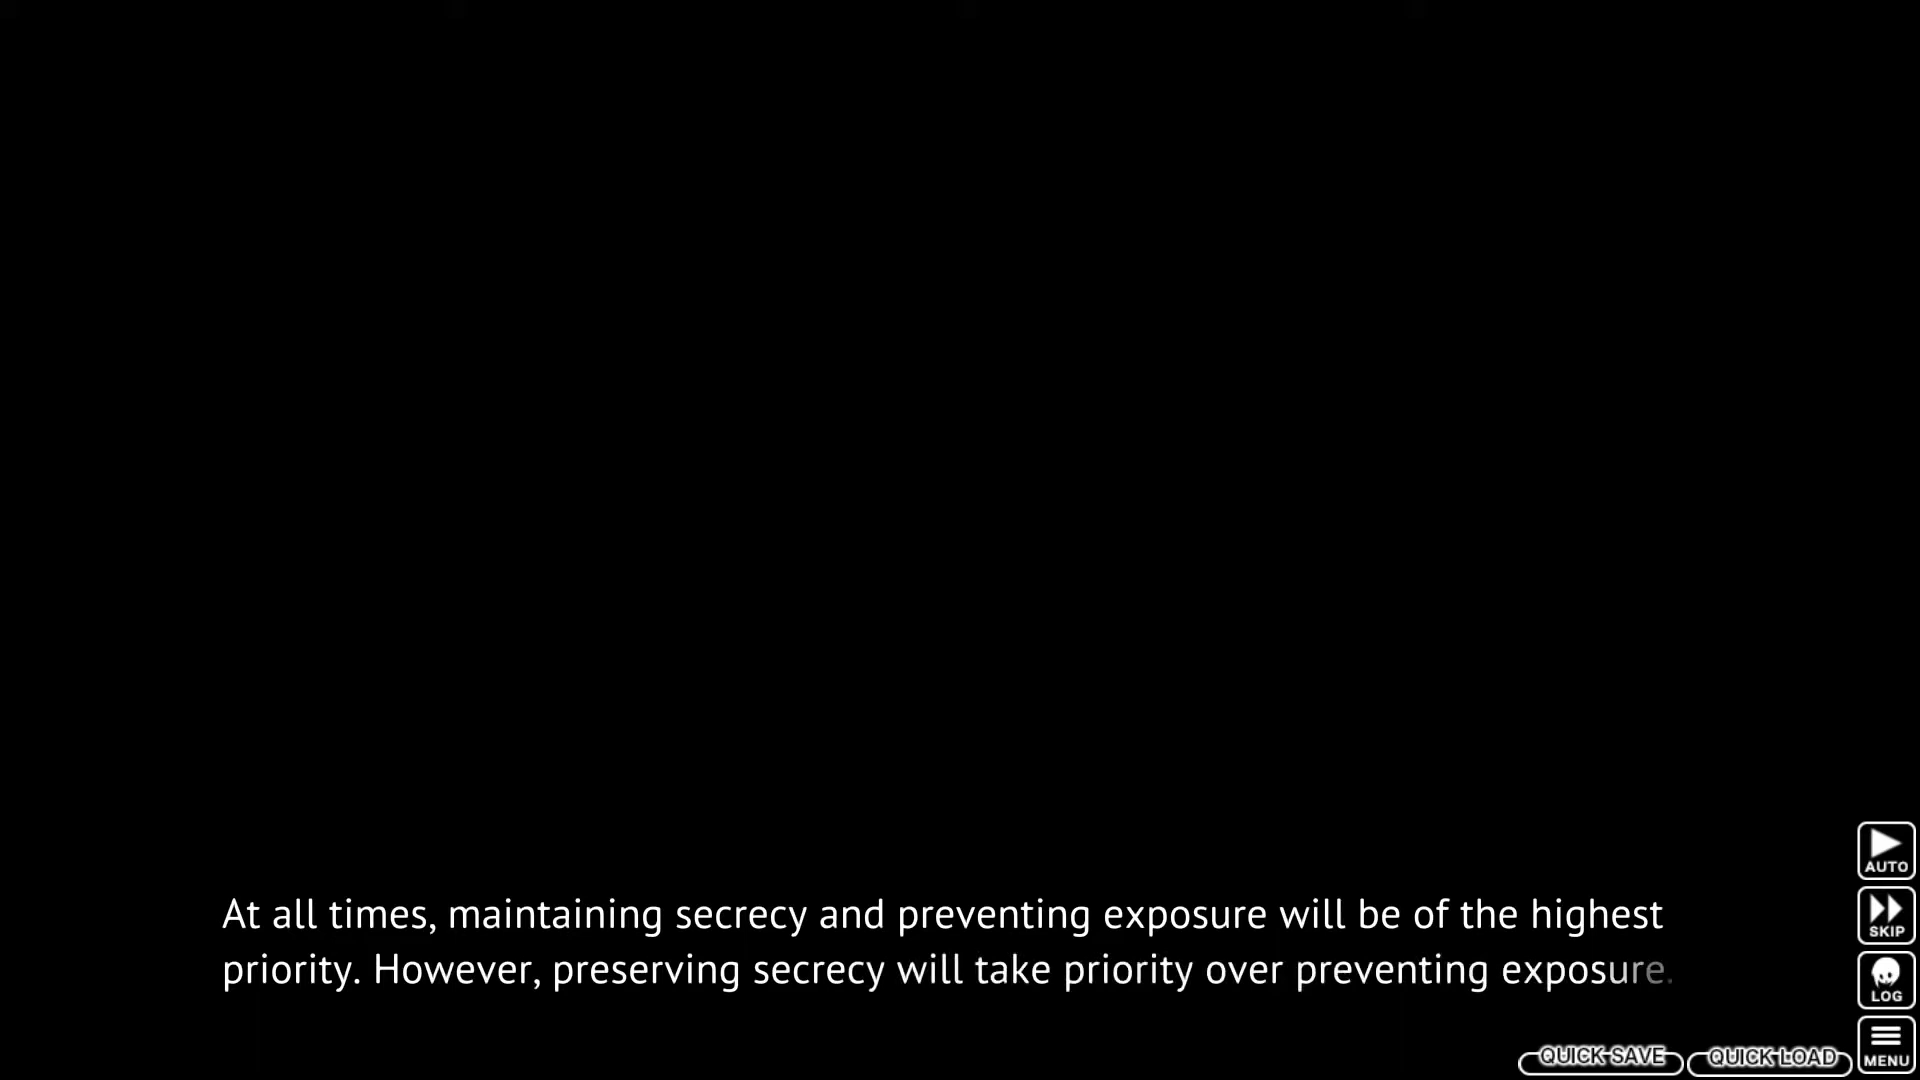 At all times, maintaining secrecy and preventing exposure will be of the highest
priority. However, preserving secrecy will take priority over preventing exposure.
AUTO
SKIP
LOG
MENU
QUICK SAVE
QUICK LOAD